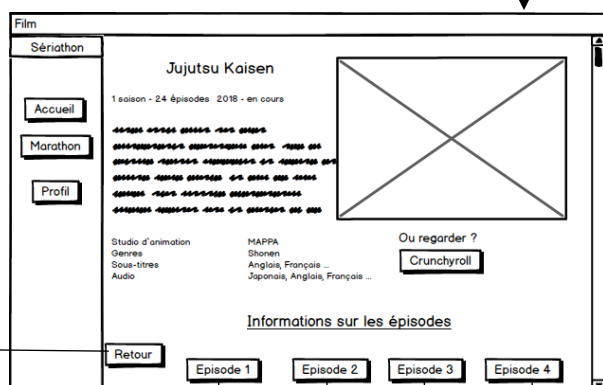 Film
Sèriathon
Jujutsu Kaisen
1 saison - 24 épisodes 2018 - en cours
Accueil
Marathon
Profil
Studio d'animation MAPPA
Genres Shonen
Sous-titres Anglais, Français ...
Audio Japonais, Anglais, Français ...
Ou regarder ?
Crunchyroll
Informations sur les épisodes
Retour
Episode 1
Episode 2
Episode 3
Episode 4